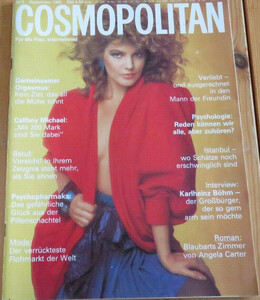 COSMOPOLITAN
Gemeinsamer
Orgasmus:
Kein Ziel, das all
die Mühe lohnt
Callboy Michael:
„Mit 200 Mark
sind Sie dabei"
Beruf:
Vorsicht! In Ihrem
Zeugnis steht mehr,
als Sie ahnen
Psychopharmaka:
Das gefährliche
Glück aus der
Pillenschachtel
Mode:
Der verrückteste
Flohmarkt der Welt
Verliebt –
und ausgerechnet
in den
Mann der Freundin
Psychologie:
Reden können wir
alle, aber zuhören?
Istanbul –
wo Schätze noch
erschwinglich sind
Interview:
Karlheinz Böhm –
der Großbürger,
der so gern
arm sein möchte
Roman:
Blaubarts Zimmer
von Angela Carter